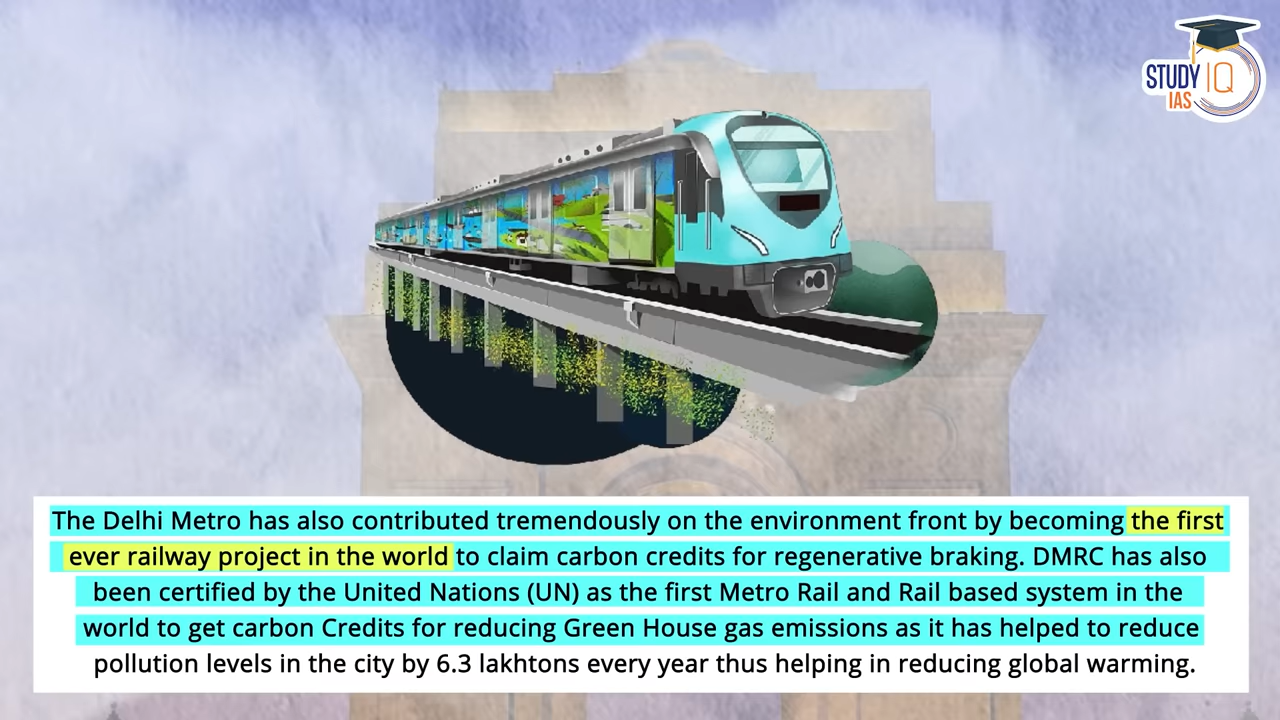 STUDY IQ
IAS
The Delhi Metro has also contributed tremendously on the environment front by becoming the first
ever railway project in the world to claim carbon credits for regenerative braking. DMRC has also
been certified by the United Nations (UN) as the first Metro Rail and Rail based system in the
world to get carbon Credits for reducing Green House gas emissions as it has helped to reduce
pollution levels in the city by 6.3 lakhtons every year thus helping in reducing global warming.